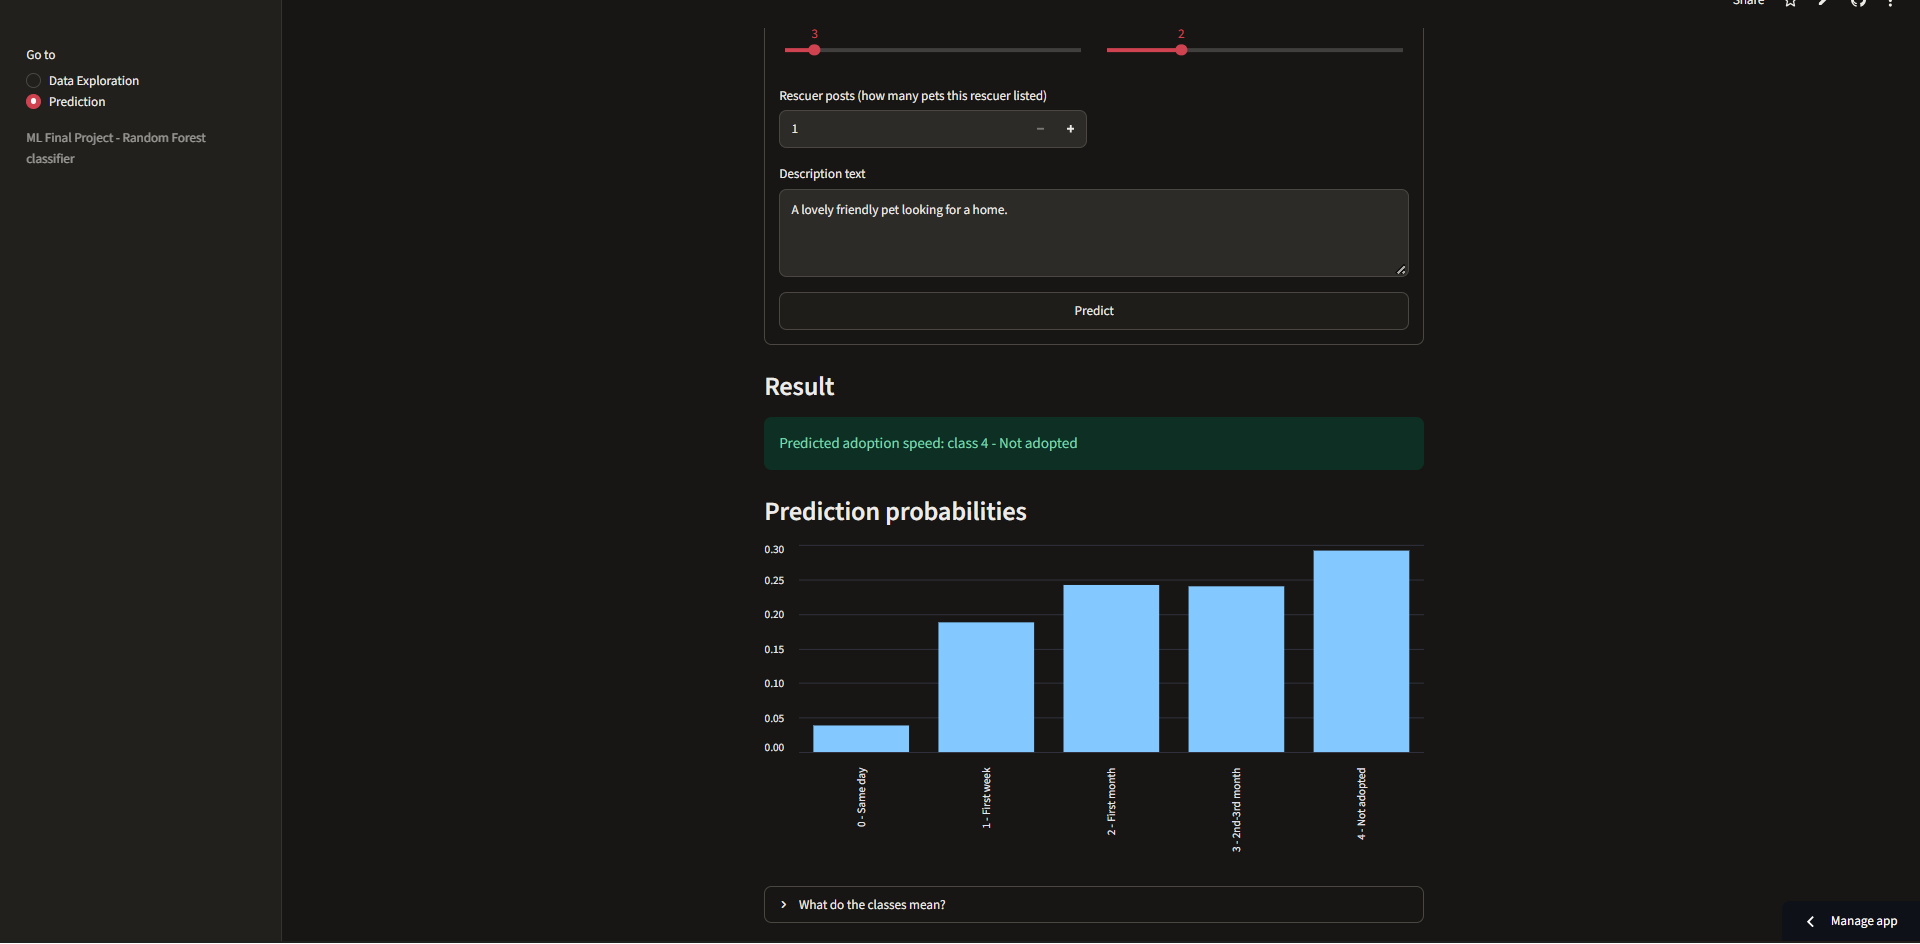 Share
Go to
Data Exploration
Prediction
ML Final Project - Random Forest
classifier
3
2
Rescuer posts (how many pets this rescuer listed)
1
Description text
A lovely friendly pet looking for a home.
Predict
Result
Predicted adoption speed: class 4 - Not adopted
Prediction probabilities
0.30
0.25
0.20
0.15
0.10
0.05
0.00
0 - Same day
1 - First week
2 - First month
3 - 2nd-3rd month
4 - Not adopted
What do the classes mean?
Manage app